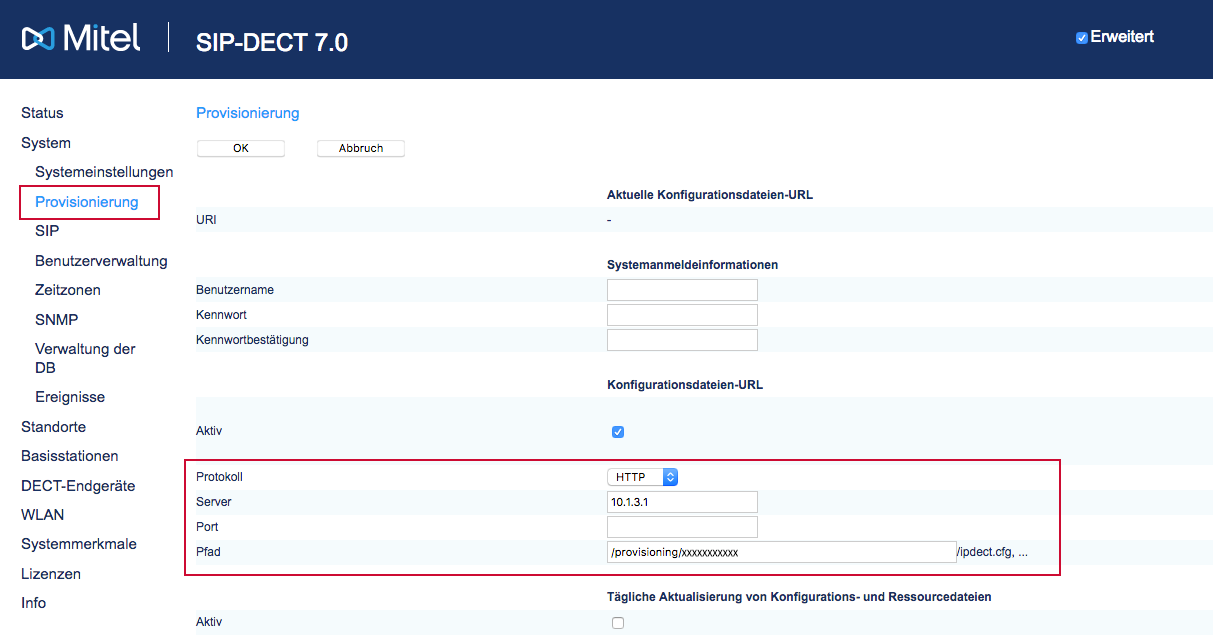 Mitel
SIP-DECT 7.0
Erweitert
Status
System
Systemeinstellungen
Provisionierung
SIP
Benutzerverwaltung
Zeitzonen
SNMP
Verwaltung der
DB
Ereignisse
Standorte
Basisstationen
DECT-Endgeräte
WLAN
Systemmerkmale
Lizenzen
Info
Provisionierung
OK Abbruch
Aktuelle Konfigurationsdateien-URL
URI -
Systemanmeldeinformationen
Benutzername
Kennwort
Kennwortbestätigung
Konfigurationsdateien-URL
Aktiv
Protokoll HTTP
Server 10.1.3.1
Port
Pfad /provisioning/xxxxxxxxxxx /ipdect.cfg, ...
Tägliche Aktualisierung von Konfigurations- und Ressourcedateien
Aktiv